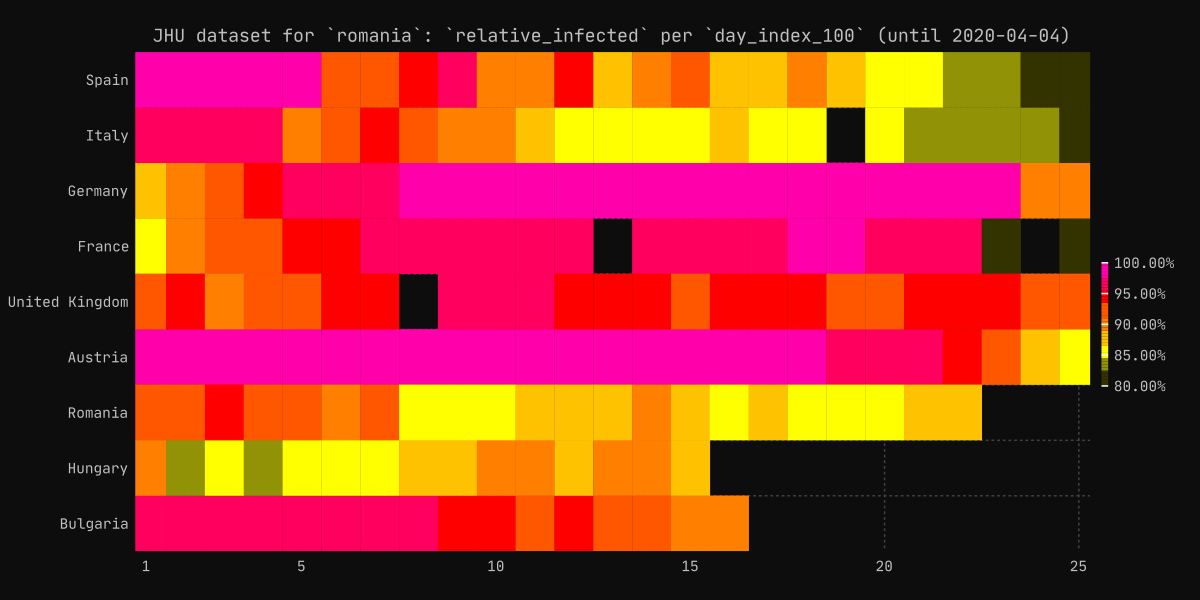 JHU dataset for `romania`: `relative_infected` per `day_index_100` (until 2020-04-04)
Spain
Italy
Germany
France
United Kingdom
Austria
Romania
Hungary
Bulgaria
1 5 10 15 20 25
100.00%
95.00%
90.00%
85.00%
80.00%